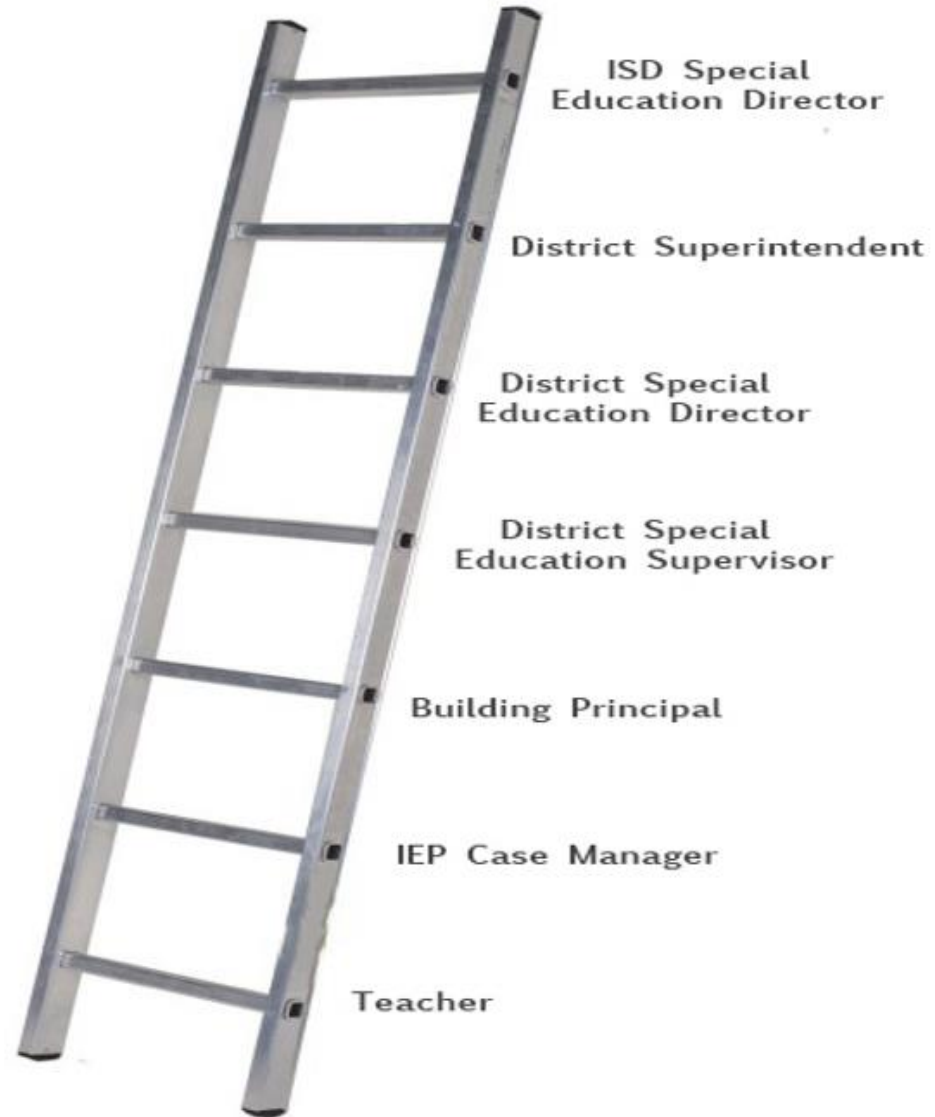 ISD Special
Education Director
District Superintendent
District Special
Education Director
District Special
Education Supervisor
Building Principal
IEP Case Manager
Teacher